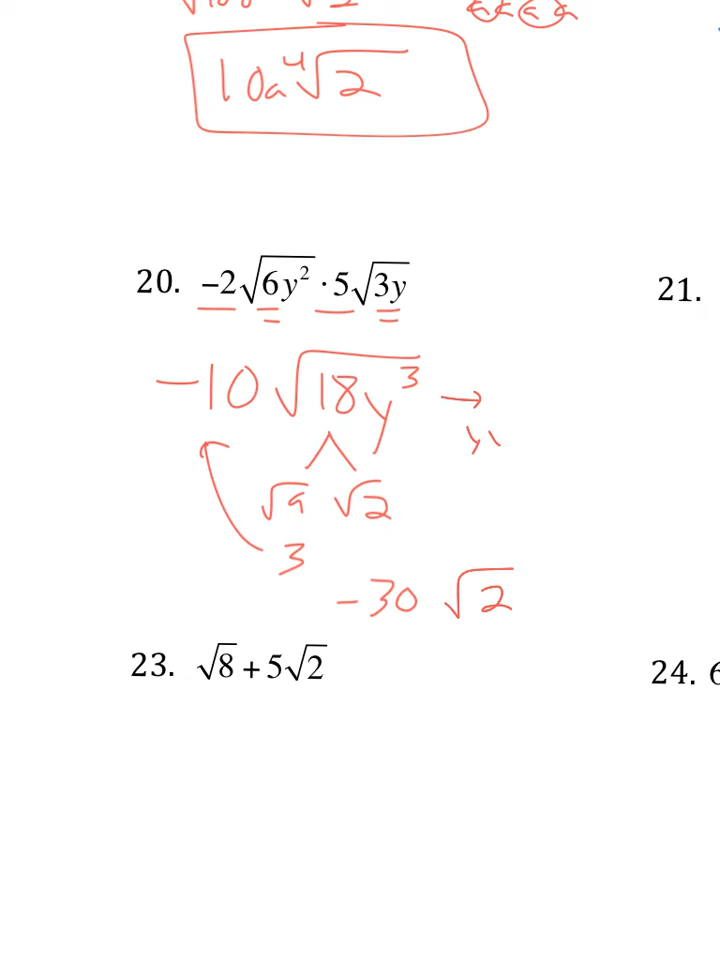 10a⁴√2
20. −2√6y² · 5√3y
21.
−10√18y³ →
√9 √2
3
−30 √2
23. √8 + 5√2
24. 6